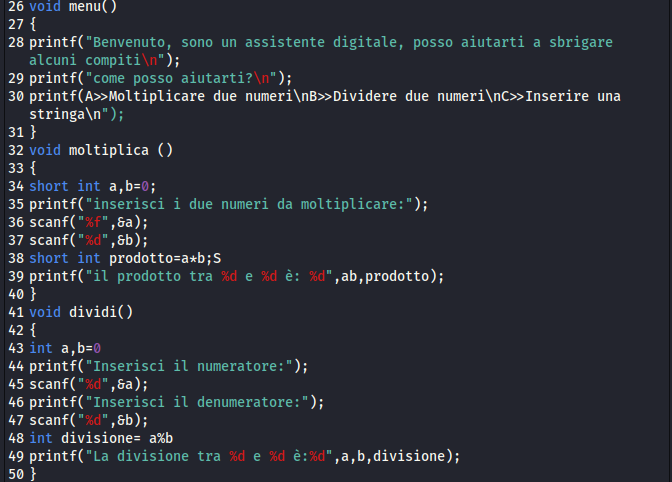 26 void menu()
27 {
28 printf("Benvenuto, sono un assistente digitale, posso aiutarti a sbrigare
alcuni compiti\n");
29 printf("come posso aiutarti?\n");
30 printf(A>>Moltiplicare due numeri\nB>>Dividere due numeri\nC>>Inserire una
stringa\n");
31 }
32 void moltiplica ()
33 {
34 short int a,b=0;
35 printf("inserisci i due numeri da moltiplicare:");
36 scanf("%f",&a);
37 scanf("%d",&b);
38 short int prodotto=a*b;S
39 printf("il prodotto tra %d e %d è: %d",ab,prodotto);
40 }
41 void dividi()
42 {
43 int a,b=0
44 printf("Inserisci il numeratore:");
45 scanf("%d",&a);
46 printf("Inserisci il denumeratore:");
47 scanf("%d",&b);
48 int divisione= a%b
49 printf("La divisione tra %d e %d è:%d",a,b,divisione);
50 }